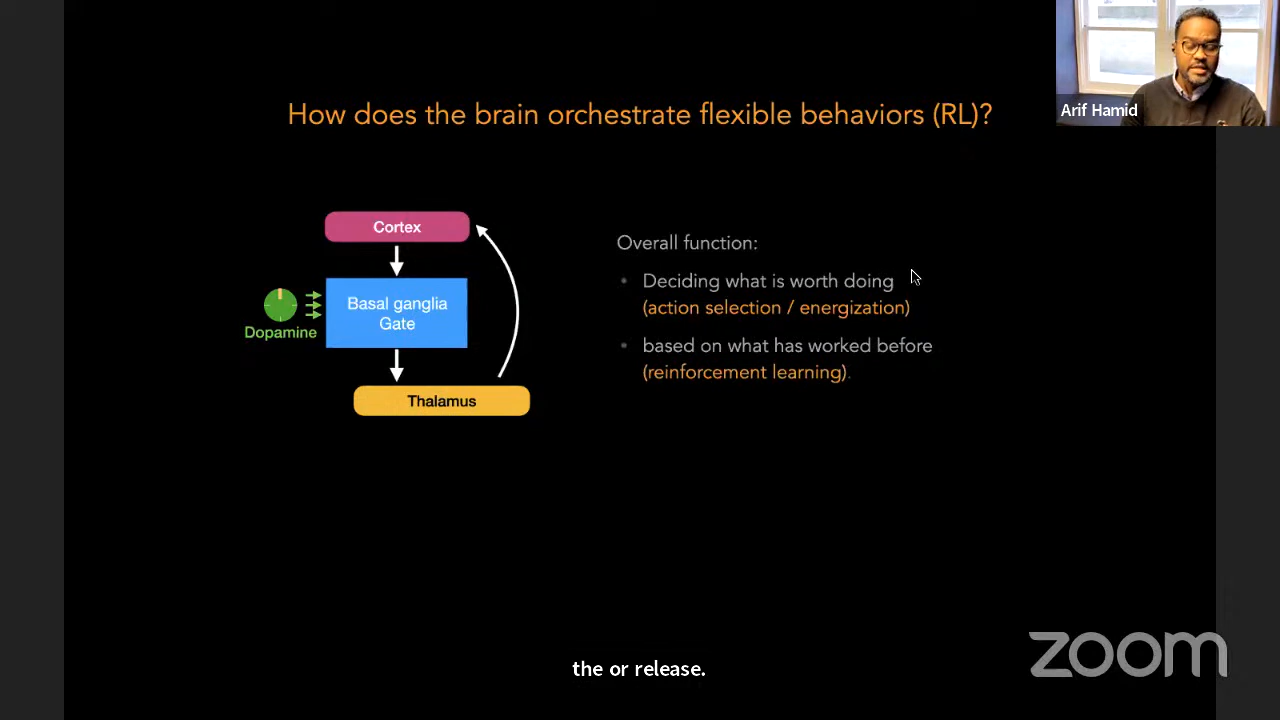 Arif Hamid
How does the brain orchestrate flexible behaviors (RL)?
Cortex
Basal ganglia
Gate
Dopamine
Thalamus
Overall function:
• Deciding what is worth doing
(action selection / energization)
• based on what has worked before
(reinforcement learning).
the or release.
zoom